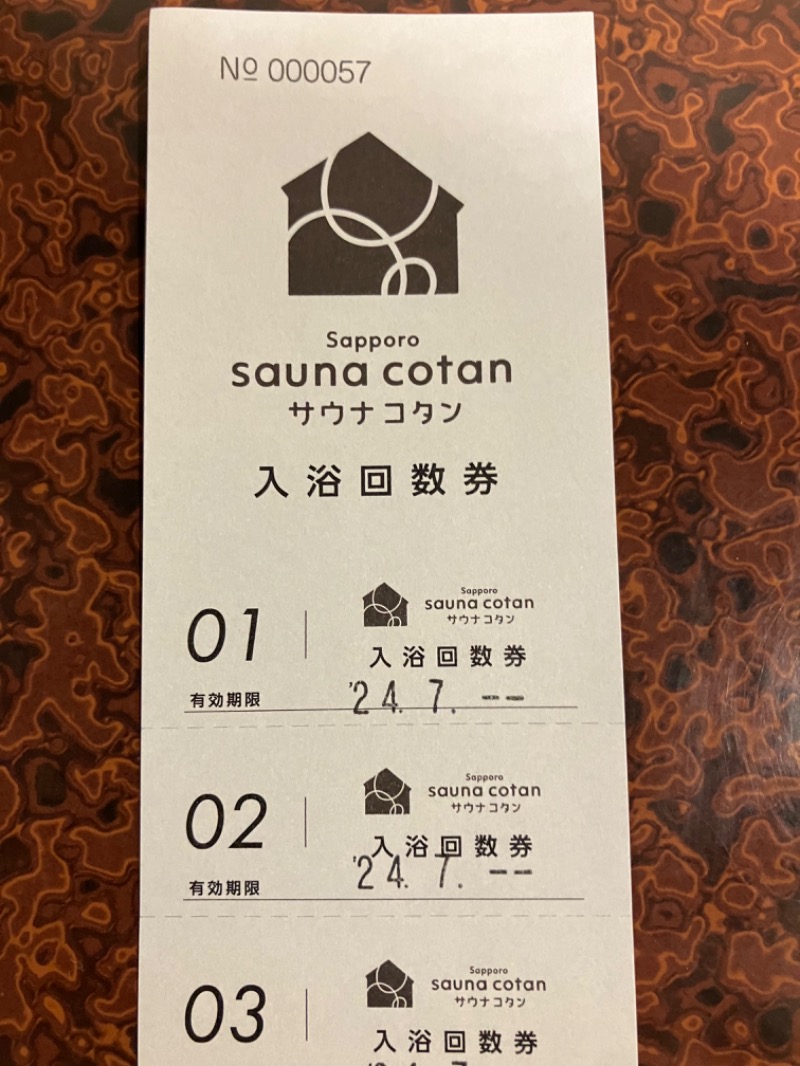 № 000057
Sapporo
sauna cotan
サウナコタン
入浴回数券
01
Sapporo
sauna cotan
サウナコタン
入浴回数券
有効期限 '24. 7. --
02
Sapporo
sauna cotan
サウナコタン
入浴回数券
有効期限 '24. 7. --
03
Sapporo
sauna cotan
サウナコタン
入浴回数券